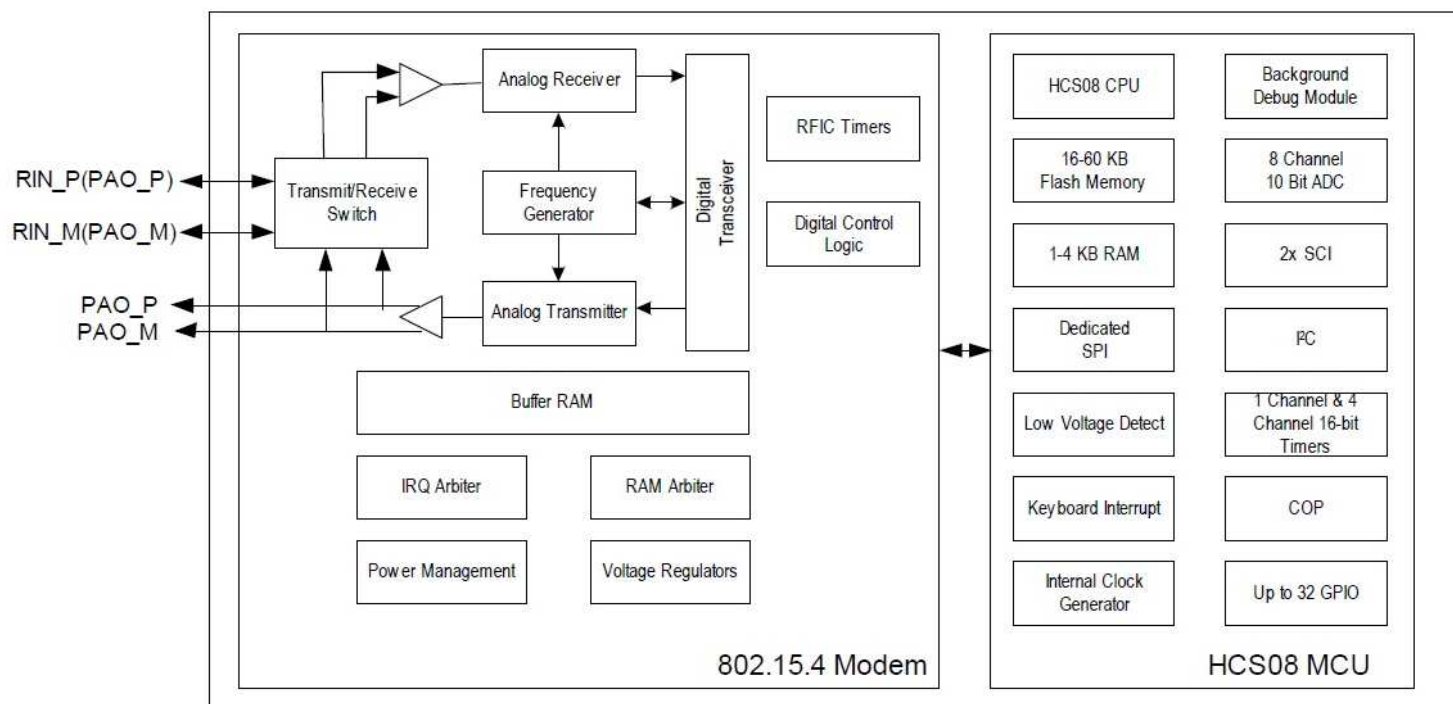 RIN_P(PAO_P)
RIN_M(PAO_M)
PAO_P
PAO_M
Transmit/Receive
Switch
Analog Receiver
Frequency
Generator
Analog Transmitter
Digital
Transceiver
RFIC Timers
Digital Control
Logic
Buffer RAM
IRQ Arbiter
RAM Arbiter
Power Management
Voltage Regulators
802.15.4 Modem
HCS08 CPU
Background
Debug Module
16-60 KB
Flash Memory
8 Channel
10 Bit ADC
1-4 KB RAM
2x SCI
Dedicated
SPI
I²C
Low Voltage Detect
1 Channel & 4
Channel 16-bit
Timers
Keyboard Interrupt
COP
Internal Clock
Generator
Up to 32 GPIO
HCS08 MCU